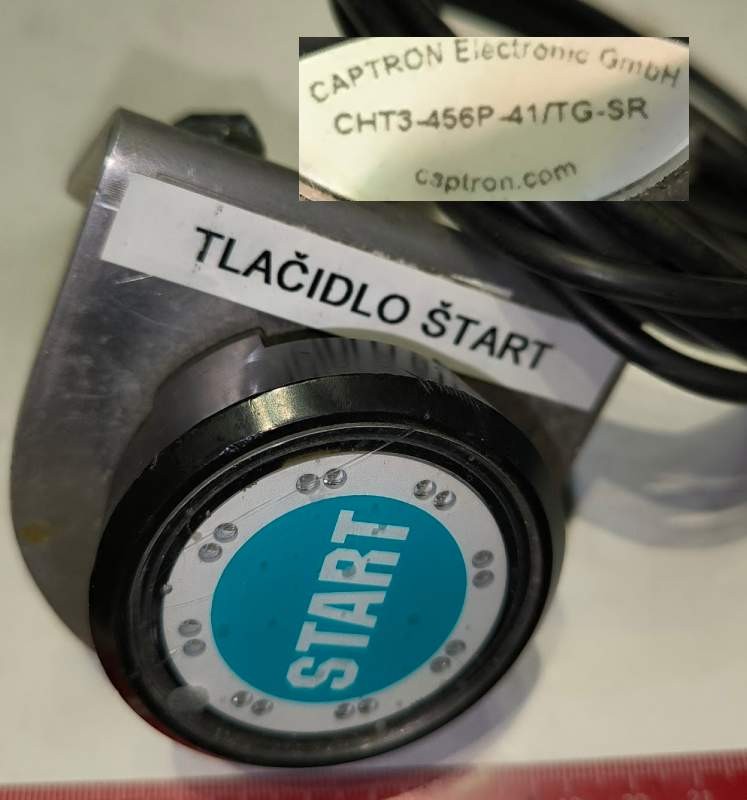 CAPTRON Electronic GmbH
CHT3-456P-41/TG-SR
captron.com
TLAČIDLO ŠTART
START